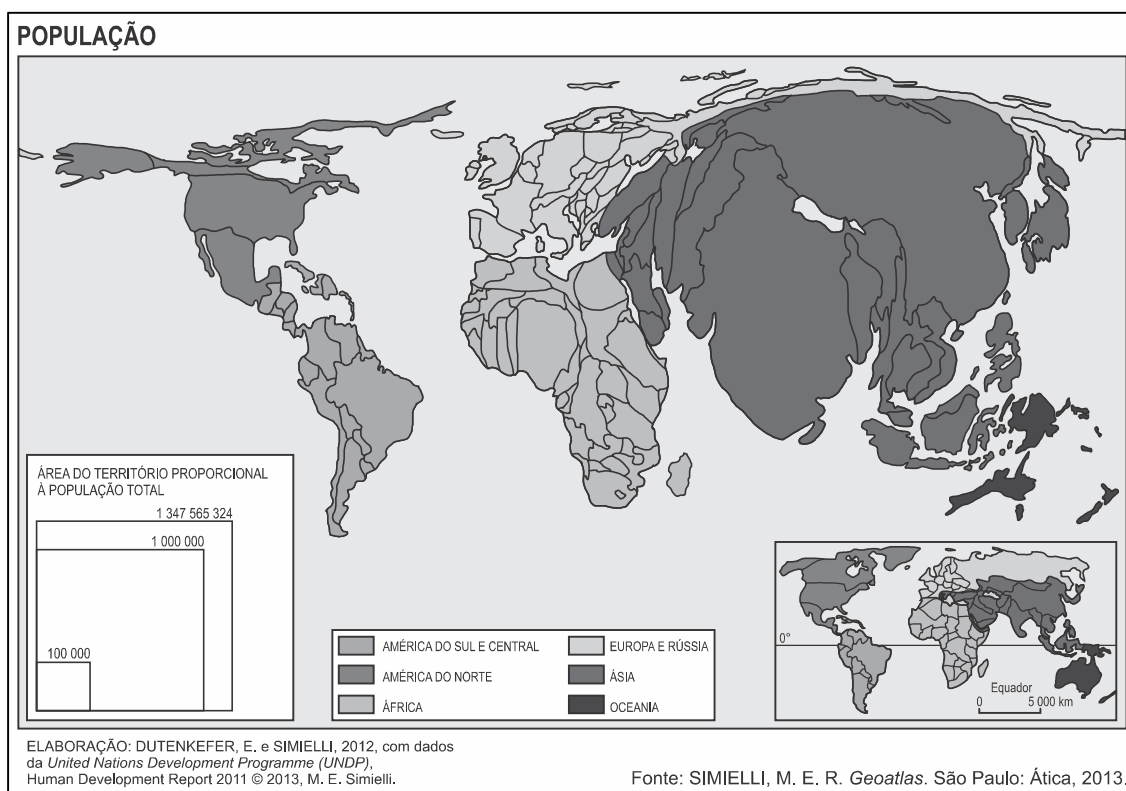 POPULAÇÃO
ÁREA DO TERRITÓRIO PROPORCIONAL
À POPULAÇÃO TOTAL
1 347 565 324
1 000 000
100 000
AMÉRICA DO SUL E CENTRAL
AMÉRICA DO NORTE
ÁFRICA
EUROPA E RÚSSIA
ÁSIA
OCEANIA
0°
Equador
0 5 000 km
ELABORAÇÃO: DUTENKEFER, E. e SIMIELLI, 2012, com dados
da United Nations Development Programme (UNDP),
Human Development Report 2011 © 2013, M. E. Simielli.
Fonte: SIMIELLI, M. E. R. Geoatlas. São Paulo: Ática, 2013.